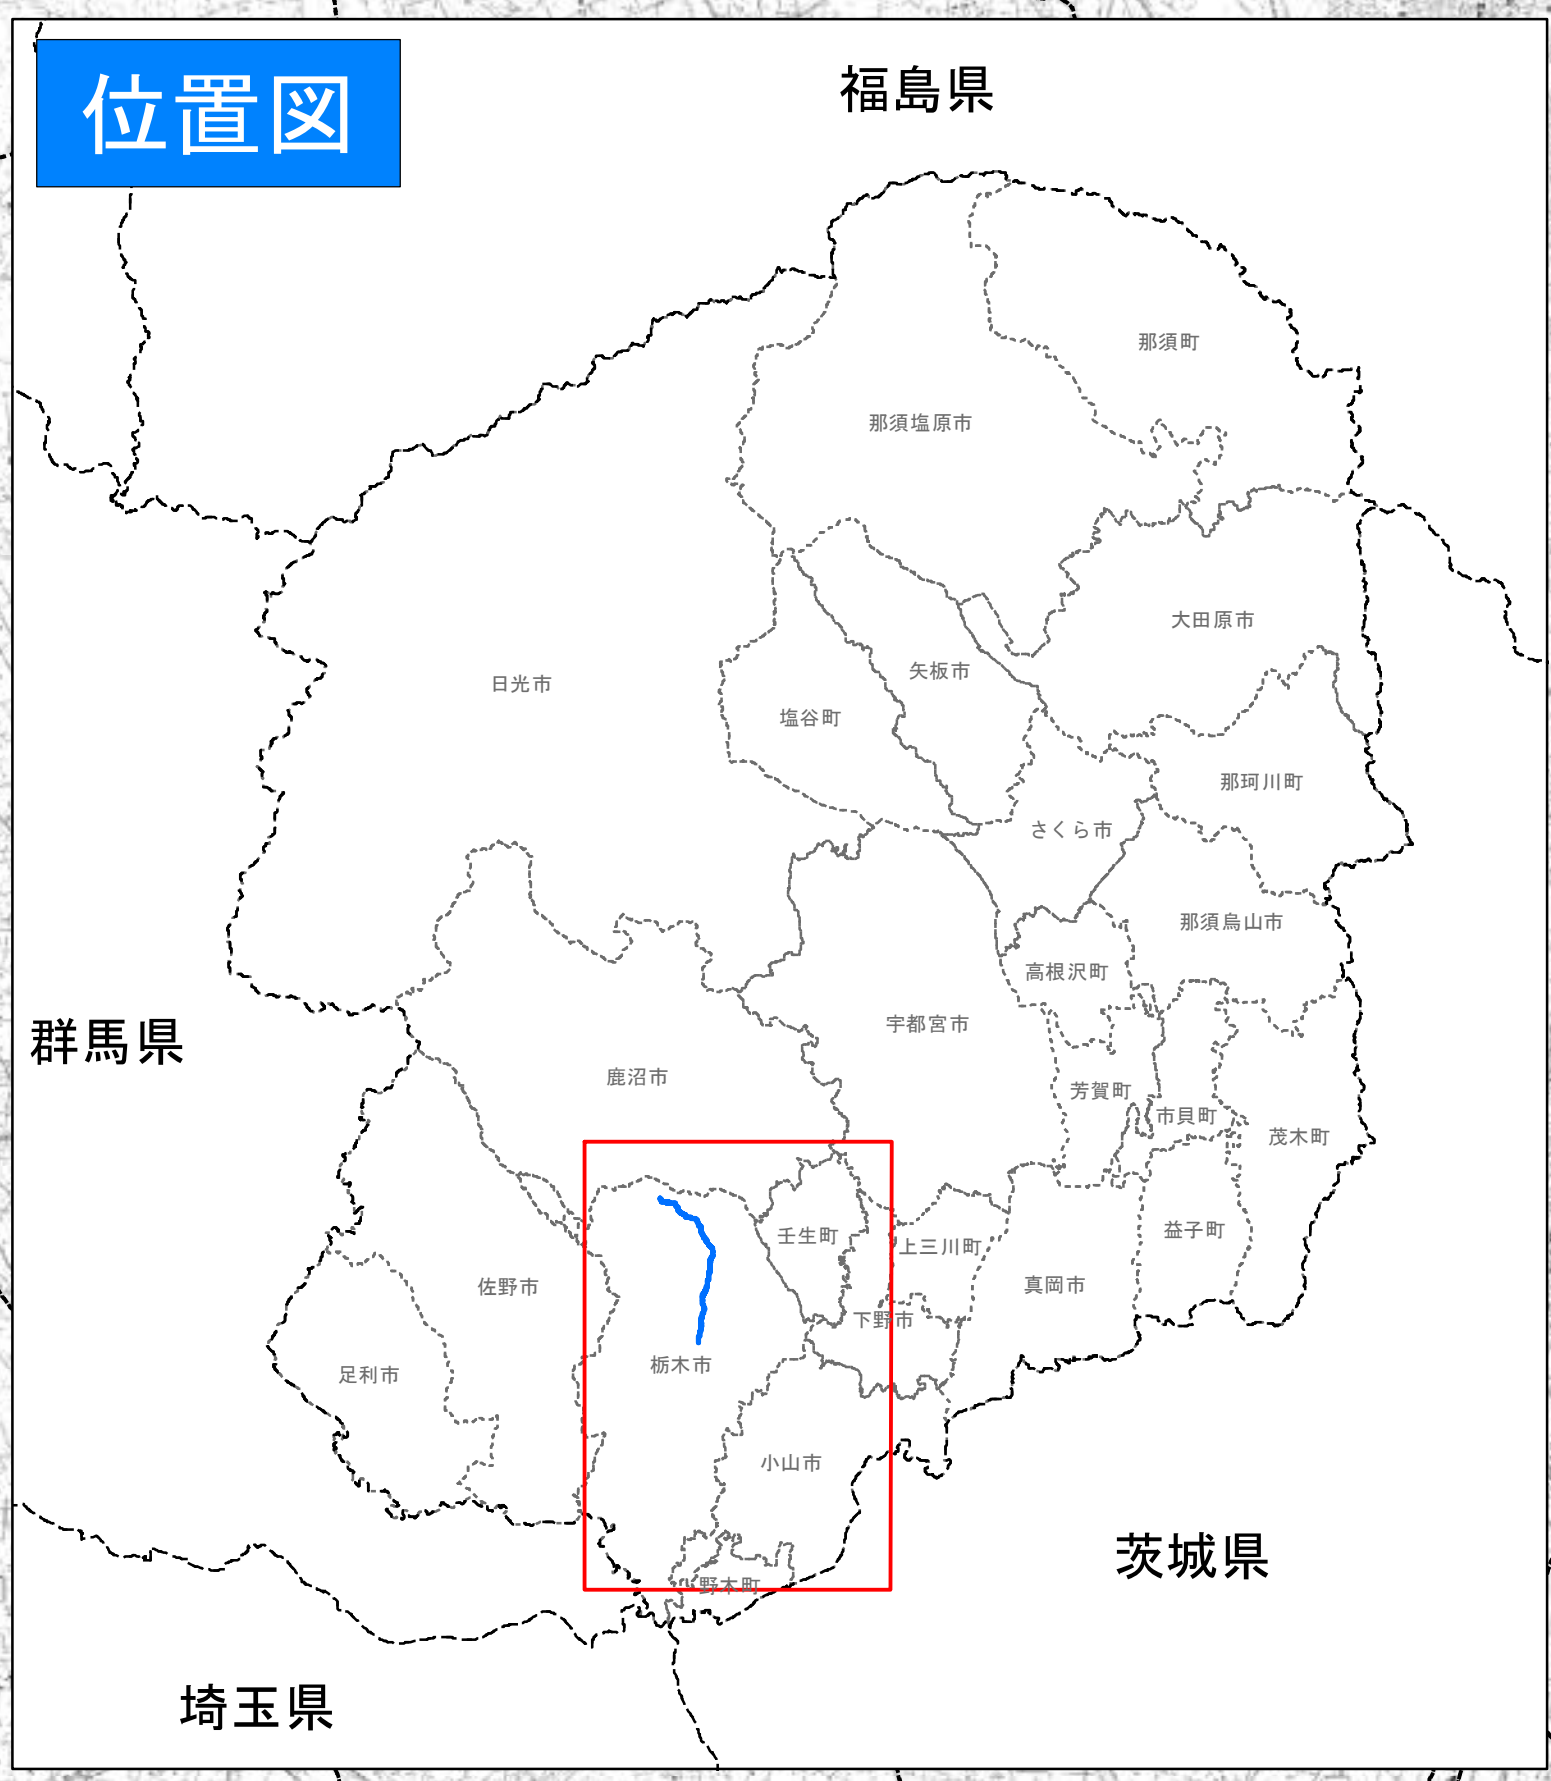 位置図
福島県
那須町
那須塩原市
大田原市
矢板市
日光市
塩谷町
那珂川町
さくら市
那須烏山市
高根沢町
宇都宮市
群馬県
鹿沼市
芳賀町
市貝町
茂木町
壬生町
益子町
上三川町
真岡市
佐野市
下野市
栃木市
足利市
小山市
茨城県
野木町
埼玉県